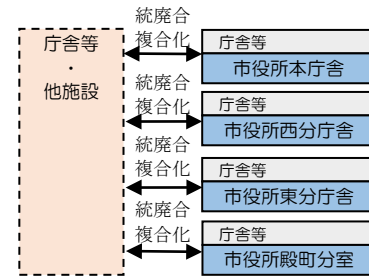 庁舎等
・
他施設
統廃合
複合化
庁舎等
市役所本庁舎
統廃合
複合化
庁舎等
市役所西分庁舎
統廃合
複合化
庁舎等
市役所東分庁舎
統廃合
複合化
庁舎等
市役所殿町分室